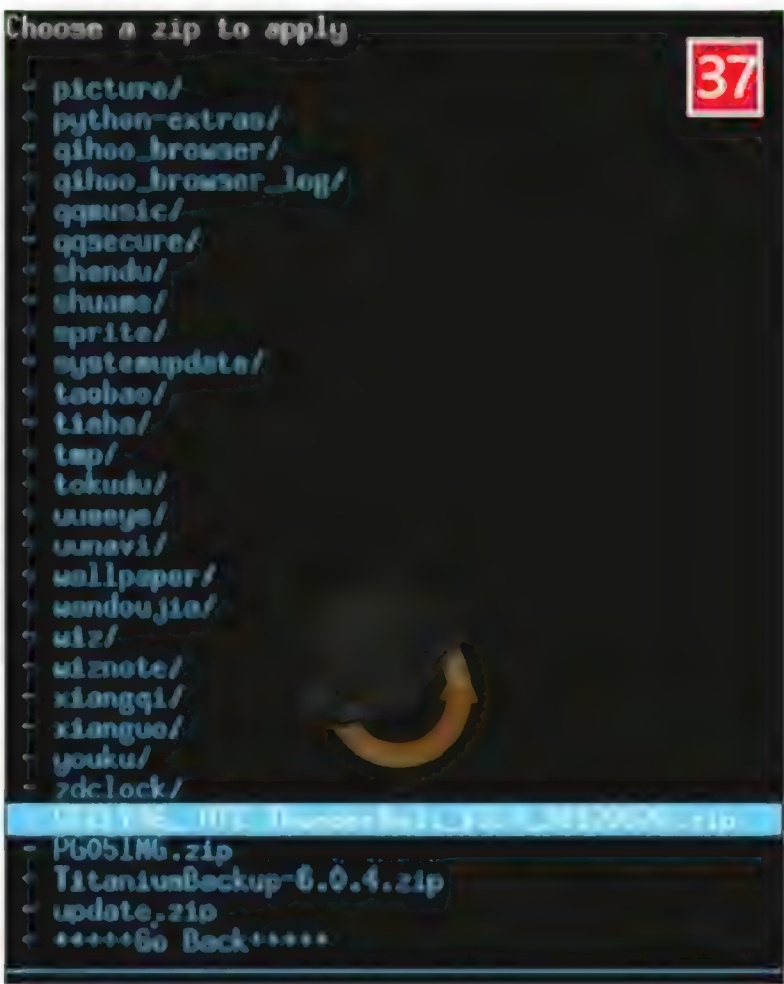 Choose a zip to apply
37
- picture/
- python-extras/
- qihoo_browser/
- qihoo_browser_log/
- qqmusic/
- qqsecure/
- shendu/
- shuame/
- sprite/
- systemupdate/
- taobao/
- tieba/
- tmp/
- tokudu/
- uuseye/
- uunavi/
- wallpaper/
- wandoujia/
- wiz/
- wiznote/
- xiangqi/
- xianguo/
- youku/
- zdclock/
- PG05IMG.zip
- TitaniumBackup-6.0.4.zip
- update.zip
- +++++Go Back+++++